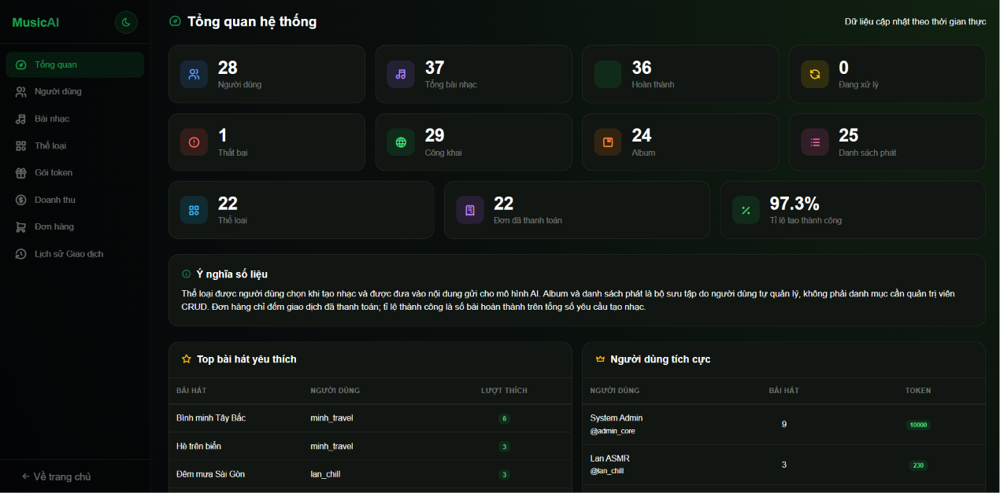 MusicAI
Tổng quan
Người dùng
Bài nhạc
Thể loại
Gói token
Doanh thu
Đơn hàng
Lịch sử Giao dịch
← Về trang chủ
Tổng quan hệ thống
Dữ liệu cập nhật theo thời gian thực
28
Người dùng
37
Tổng bài nhạc
36
Hoàn thành
0
Đang xử lý
1
Thất bại
29
Công khai
24
Album
25
Danh sách phát
22
Thể loại
22
Đơn đã thanh toán
97.3%
Tỉ lệ tạo thành công
Ý nghĩa số liệu
Thể loại được người dùng chọn khi tạo nhạc và được đưa vào nội dung gửi cho mô hình AI. Album và danh sách phát là bộ sưu tập do người dùng tự quản lý, không phải danh mục cần quản trị viên
CRUD. Đơn hàng chỉ đếm giao dịch đã thanh toán; tỉ lệ thành công là số bài hoàn thành trên tổng số yêu cầu tạo nhạc.
Top bài hát yêu thích
BÀI HÁT NGƯỜI DÙNG LƯỢT THÍCH
Bình minh Tây Bắc minh_travel 6
Hè trên biển minh_travel 3
Đêm mưa Sài Gòn lan_chill 3
Người dùng tích cực
NGƯỜI DÙNG BÀI HÁT TOKEN
System Admin
@admin_core
9 10000
Lan ASMR
@lan_chill
3 230